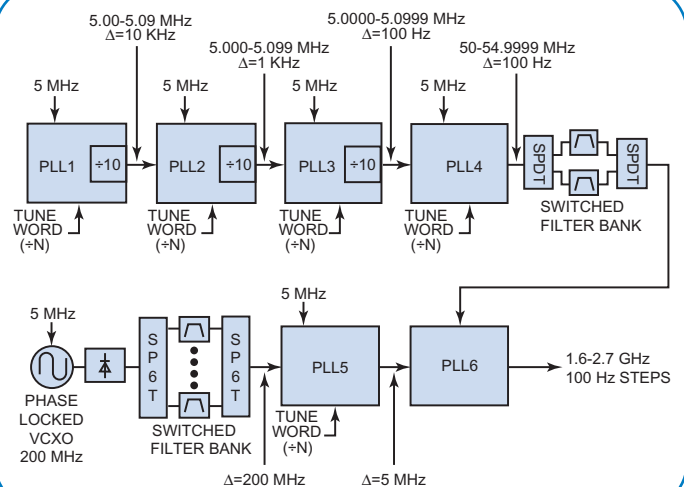 5.00-5.09 MHz
Δ=10 KHz
5.000-5.099 MHz
Δ=1 KHz
5.0000-5.0999 MHz
Δ=100 Hz
50-54.9999 MHz
Δ=100 Hz
5 MHz
5 MHz
5 MHz
5 MHz
PLL1
÷10
PLL2
÷10
PLL3
÷10
PLL4
SPDT
SPDT
TUNE
WORD
(÷N)
TUNE
WORD
(÷N)
TUNE
WORD
(÷N)
TUNE
WORD
(÷N)
SWITCHED
FILTER BANK
5 MHz
5 MHz
SP6T
SP6T
PLL5
PLL6
1.6-2.7 GHz
100 Hz STEPS
PHASE
LOCKED
VCXO
200 MHz
SWITCHED
FILTER BANK
TUNE
WORD
(÷N)
Δ=200 MHz
Δ=5 MHz